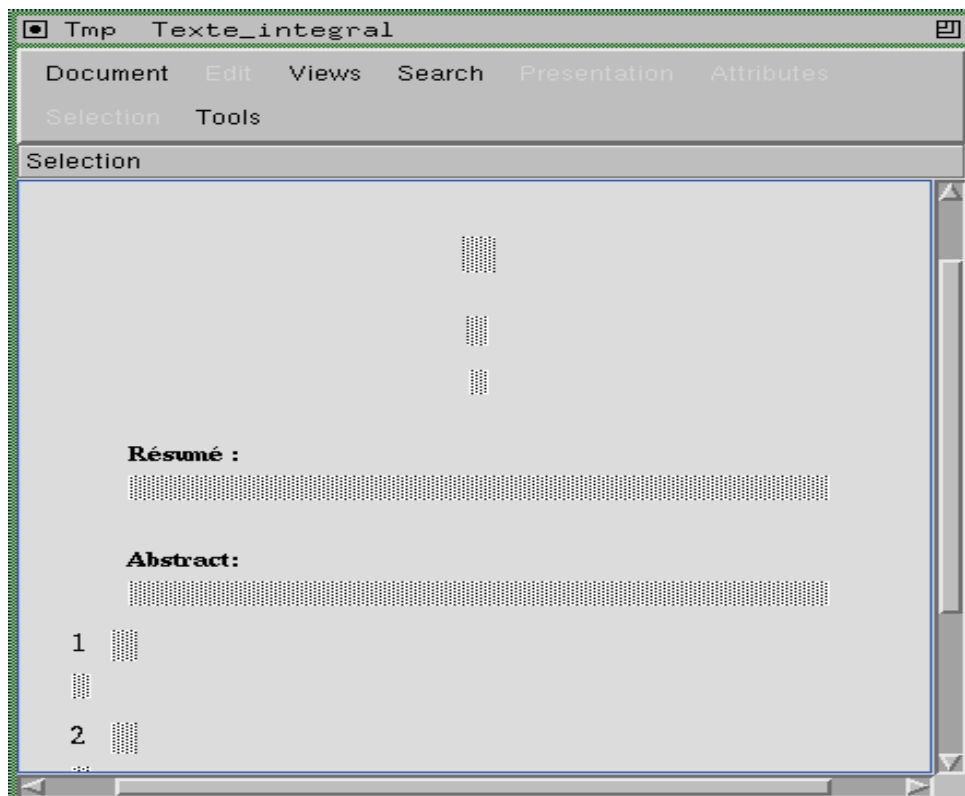 Tmp Texte_integral
Document Edit Views Search Presentation Attributes
Selection Tools
Selection
Résumé :
Abstract:
1
2